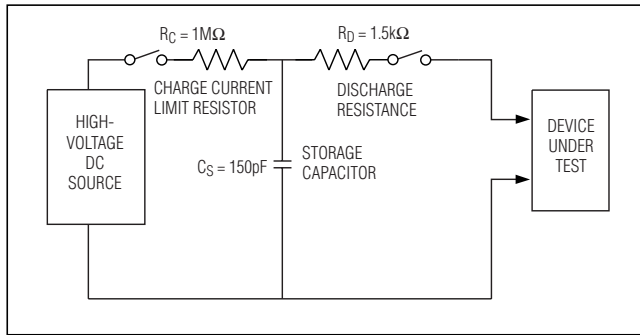 R_C = 1MΩ
CHARGE CURRENT
LIMIT RESISTOR
R_D = 1.5kΩ
DISCHARGE
RESISTANCE
HIGH-
VOLTAGE
DC
SOURCE
C_S = 150pF
STORAGE
CAPACITOR
DEVICE
UNDER
TEST